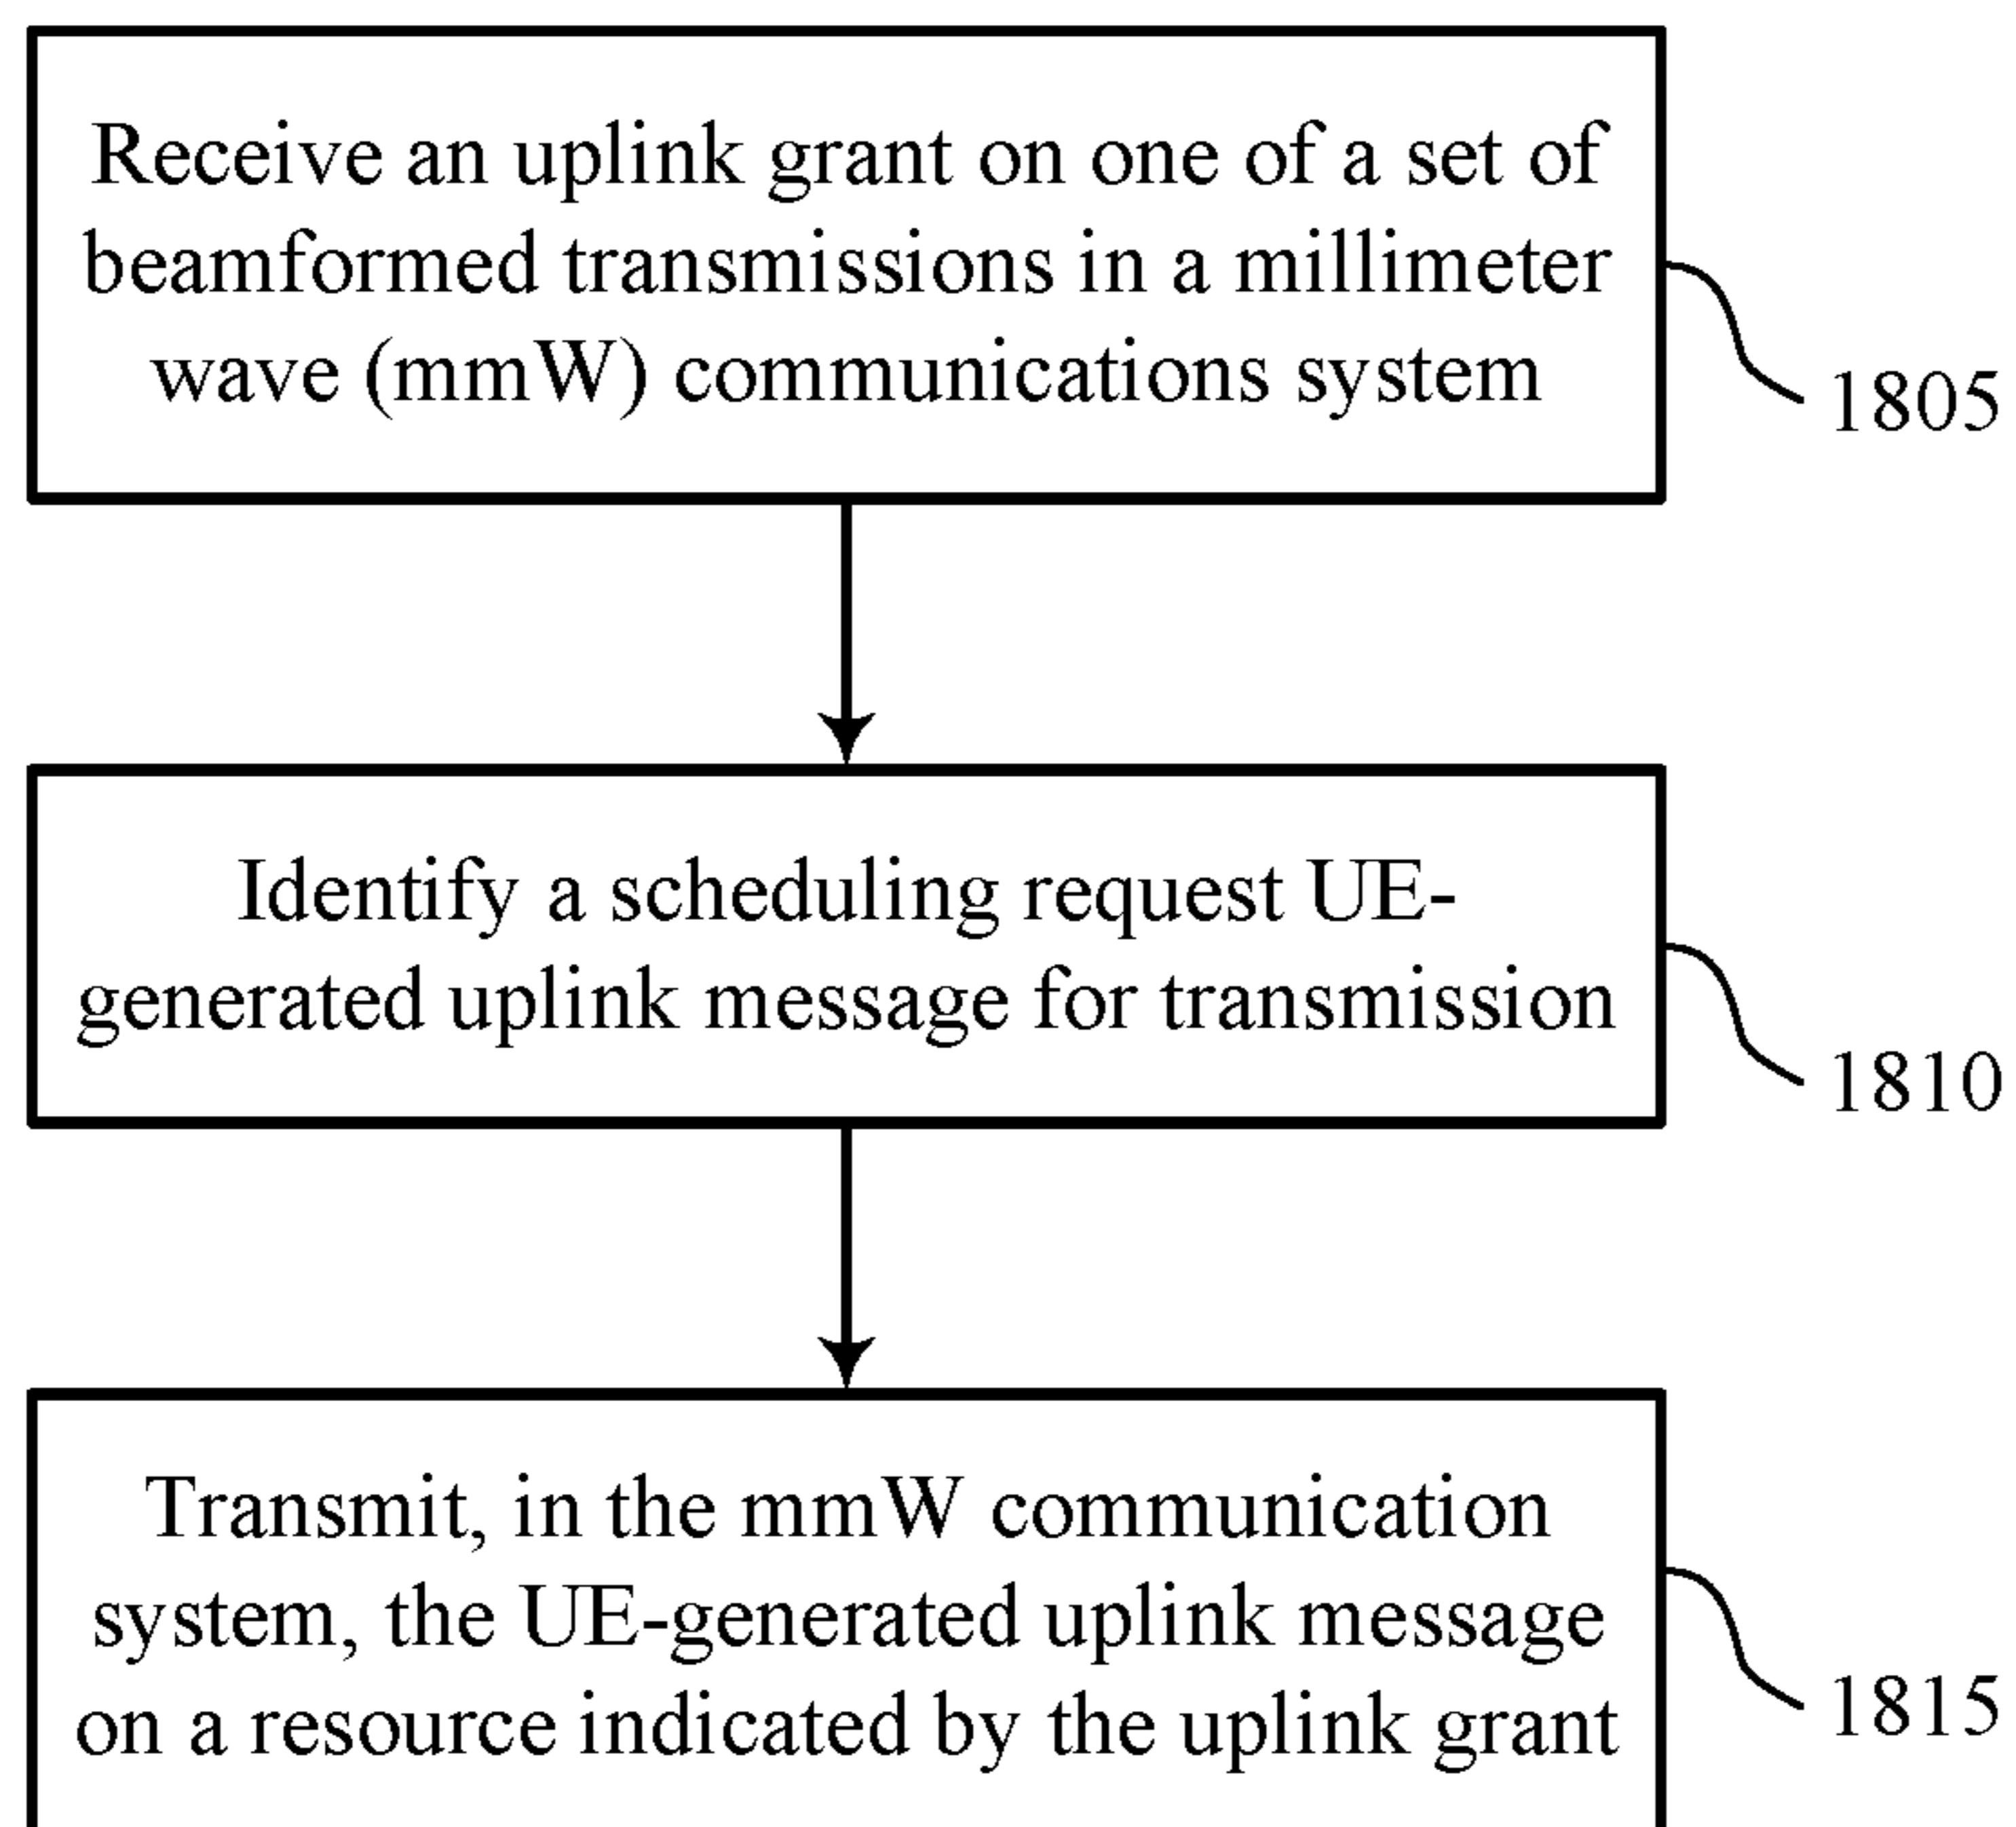 Receive an uplink grant on one of a set of
beamformed transmissions in a millimeter
wave (mmW) communications system
1805
Identify a scheduling request UE-
generated uplink message for transmission
1810
Transmit, in the mmW communication
system, the UE-generated uplink message
on a resource indicated by the uplink grant
1815